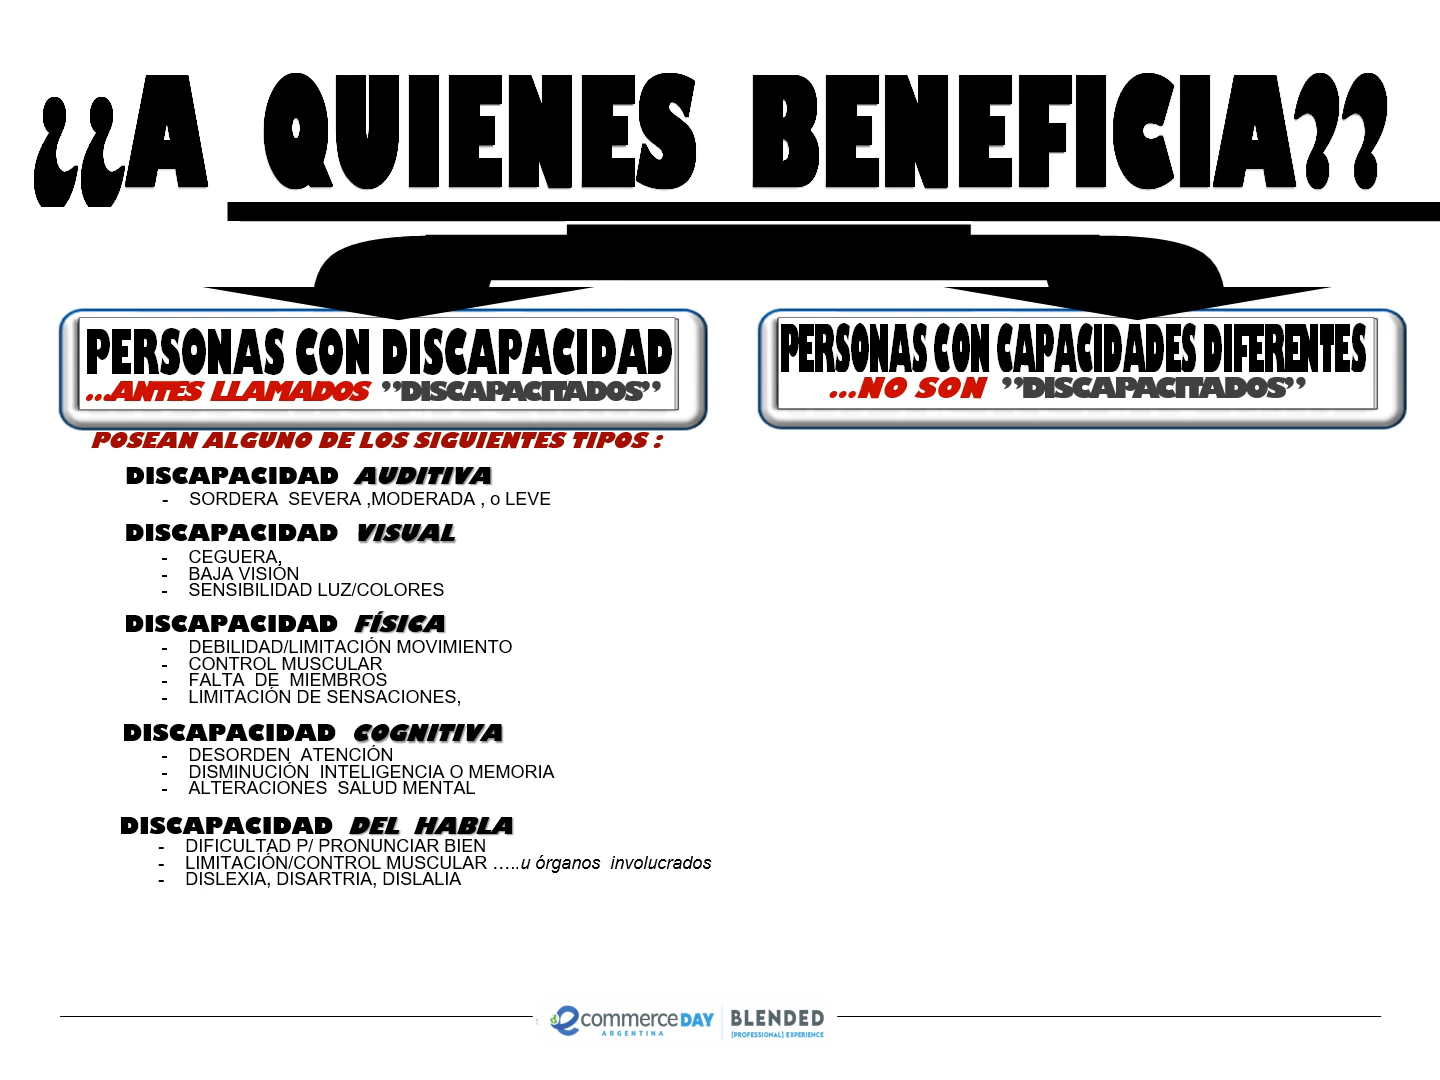 ¿¿A QUIENES BENEFICIA??
PERSONAS CON DISCAPACIDAD
...ANTES LLAMADOS ”DISCAPACITADOS”
POSEAN ALGUNO DE LOS SIGUIENTES TIPOS :
DISCAPACIDAD AUDITIVA
- SORDERA SEVERA ,MODERADA , o LEVE
DISCAPACIDAD VISUAL
- CEGUERA,
- BAJA VISIÓN
- SENSIBILIDAD LUZ/COLORES
DISCAPACIDAD FÍSICA
- DEBILIDAD/LIMITACIÓN MOVIMIENTO
- CONTROL MUSCULAR
- FALTA DE MIEMBROS
- LIMITACIÓN DE SENSACIONES,
DISCAPACIDAD COGNITIVA
- DESORDEN ATENCIÓN
- DISMINUCIÓN INTELIGENCIA O MEMORIA
- ALTERACIONES SALUD MENTAL
DISCAPACIDAD DEL HABLA
- DIFICULTAD P/ PRONUNCIAR BIEN
- LIMITACIÓN/CONTROL MUSCULAR …..u órganos involucrados
- DISLEXIA, DISARTRIA, DISLALIA
PERSONAS CON CAPACIDADES DIFERENTES
...NO SON ”DISCAPACITADOS”
ecommerce DAY
ARGENTINA
BLENDED
[PROFESSIONAL] EXPERIENCE